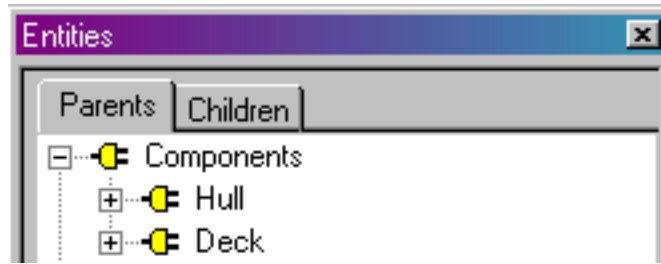 Entities
Parents Children
Components
Hull
Deck